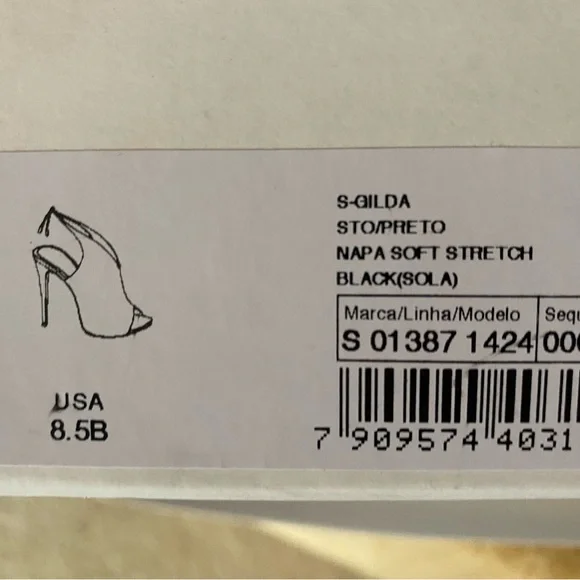 S-GILDA
STO/PRETO
NAPA SOFT STRETCH
BLACK(SOLA)
Marca/Linha/Modelo
S 01387 1424
USA
8.5B
7 909574 4031